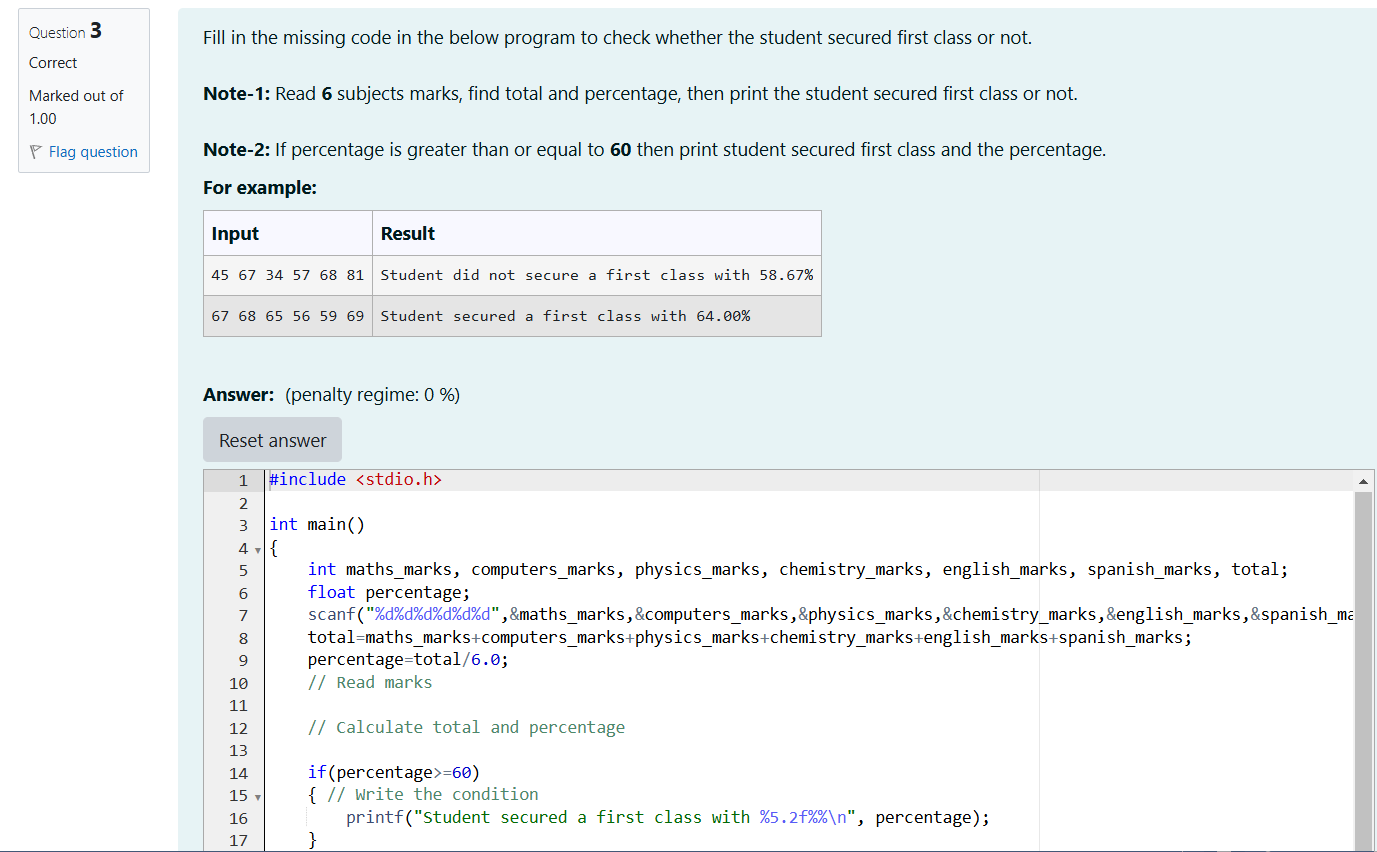 Question 3
Correct
Marked out of
1.00
Flag question
Fill in the missing code in the below program to check whether the student secured first class or not.
Note-1: Read 6 subjects marks, find total and percentage, then print the student secured first class or not.
Note-2: If percentage is greater than or equal to 60 then print student secured first class and the percentage.
For example:
Input Result
45 67 34 57 68 81 Student did not secure a first class with 58.67%
67 68 65 56 59 69 Student secured a first class with 64.00%
Answer: (penalty regime: 0 %)
Reset answer
1 #include <stdio.h>
2
3 int main()
4 {
5 int maths_marks, computers_marks, physics_marks, chemistry_marks, english_marks, spanish_marks, total;
6 float percentage;
7 scanf("%d%d%d%d%d%d",&maths_marks,&computers_marks,&physics_marks,&chemistry_marks,&english_marks,&spanish_ma
8 total=maths_marks+computers_marks+physics_marks+chemistry_marks+english_marks+spanish_marks;
9 percentage=total/6.0;
10 // Read marks
11
12 // Calculate total and percentage
13
14 if(percentage>=60)
15 { // Write the condition
16 printf("Student secured a first class with %5.2f%%\n", percentage);
17 }